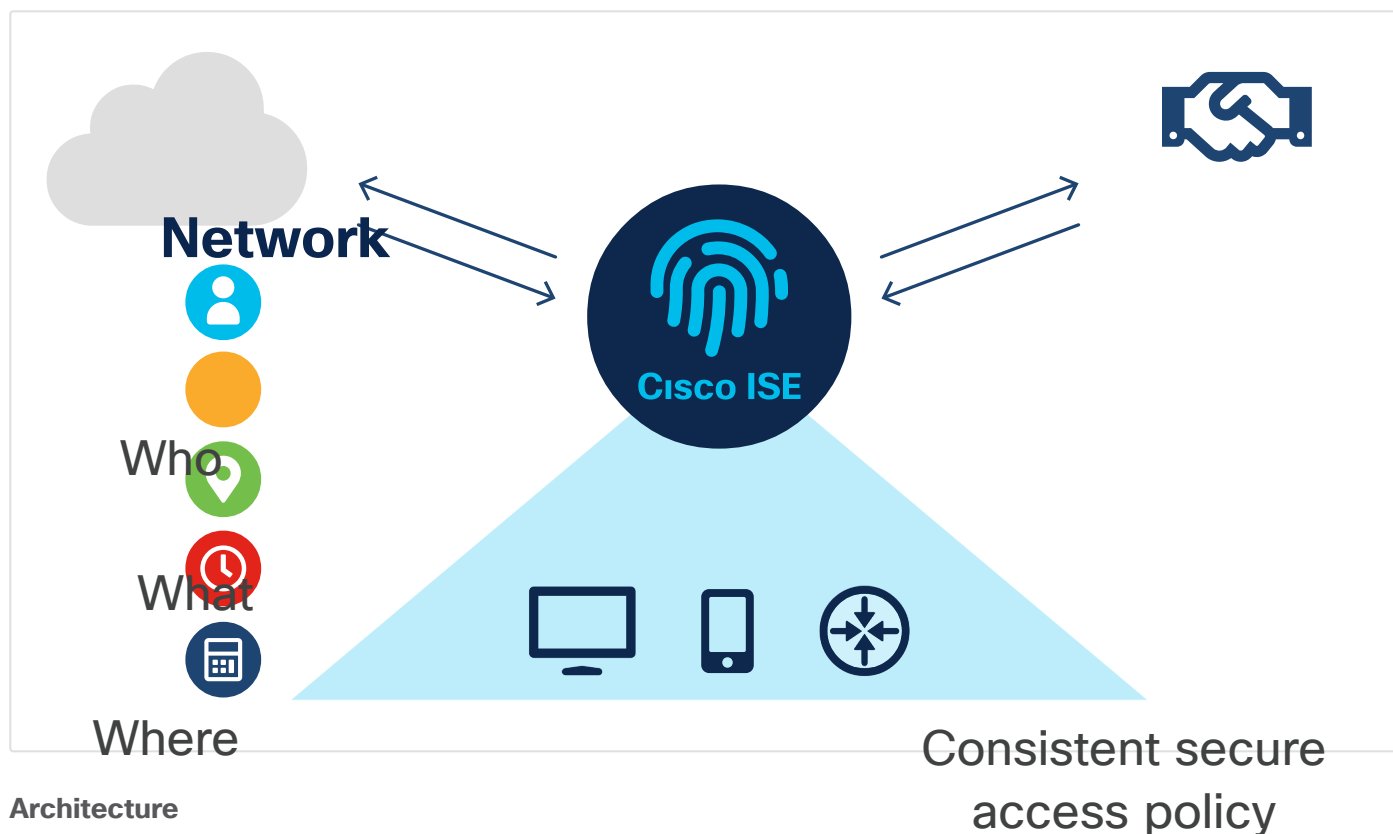 Network
Cisco ISE
Who
What
Where
Consistent secure
access policy
Architecture